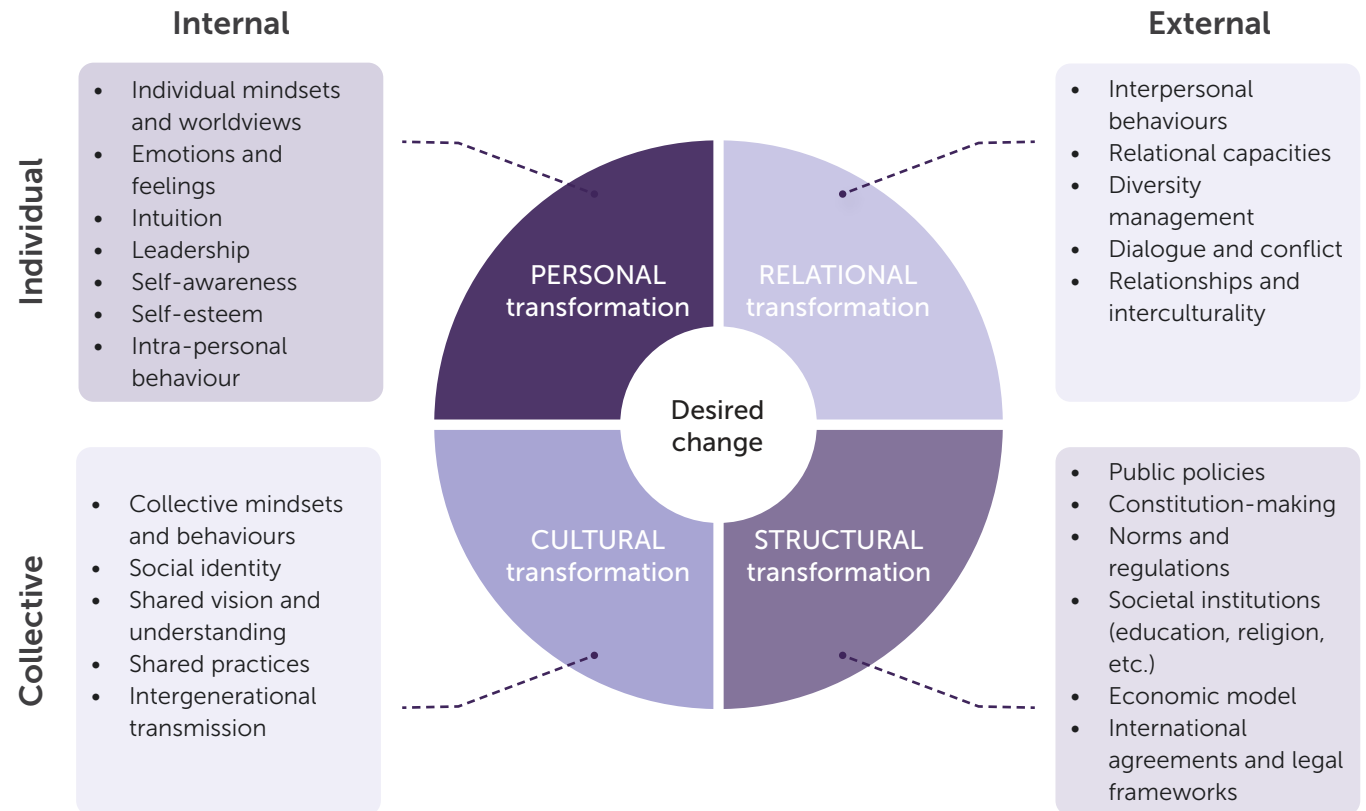 Internal
External
Individual
• Individual mindsets
and worldviews
• Emotions and
feelings
• Intuition
• Leadership
• Self-awareness
• Self-esteem
• Intra-personal
behaviour
PERSONAL
transformation
RELATIONAL
transformation
• Interpersonal
behaviours
• Relational capacities
• Diversity
management
• Dialogue and conflict
• Relationships and
interculturality
Desired
change
Collective
• Collective mindsets
and behaviours
• Social identity
• Shared vision and
understanding
• Shared practices
• Intergenerational
transmission
CULTURAL
transformation
STRUCTURAL
transformation
• Public policies
• Constitution-making
• Norms and
regulations
• Societal institutions
(education, religion,
etc.)
• Economic model
• International
agreements and legal
frameworks